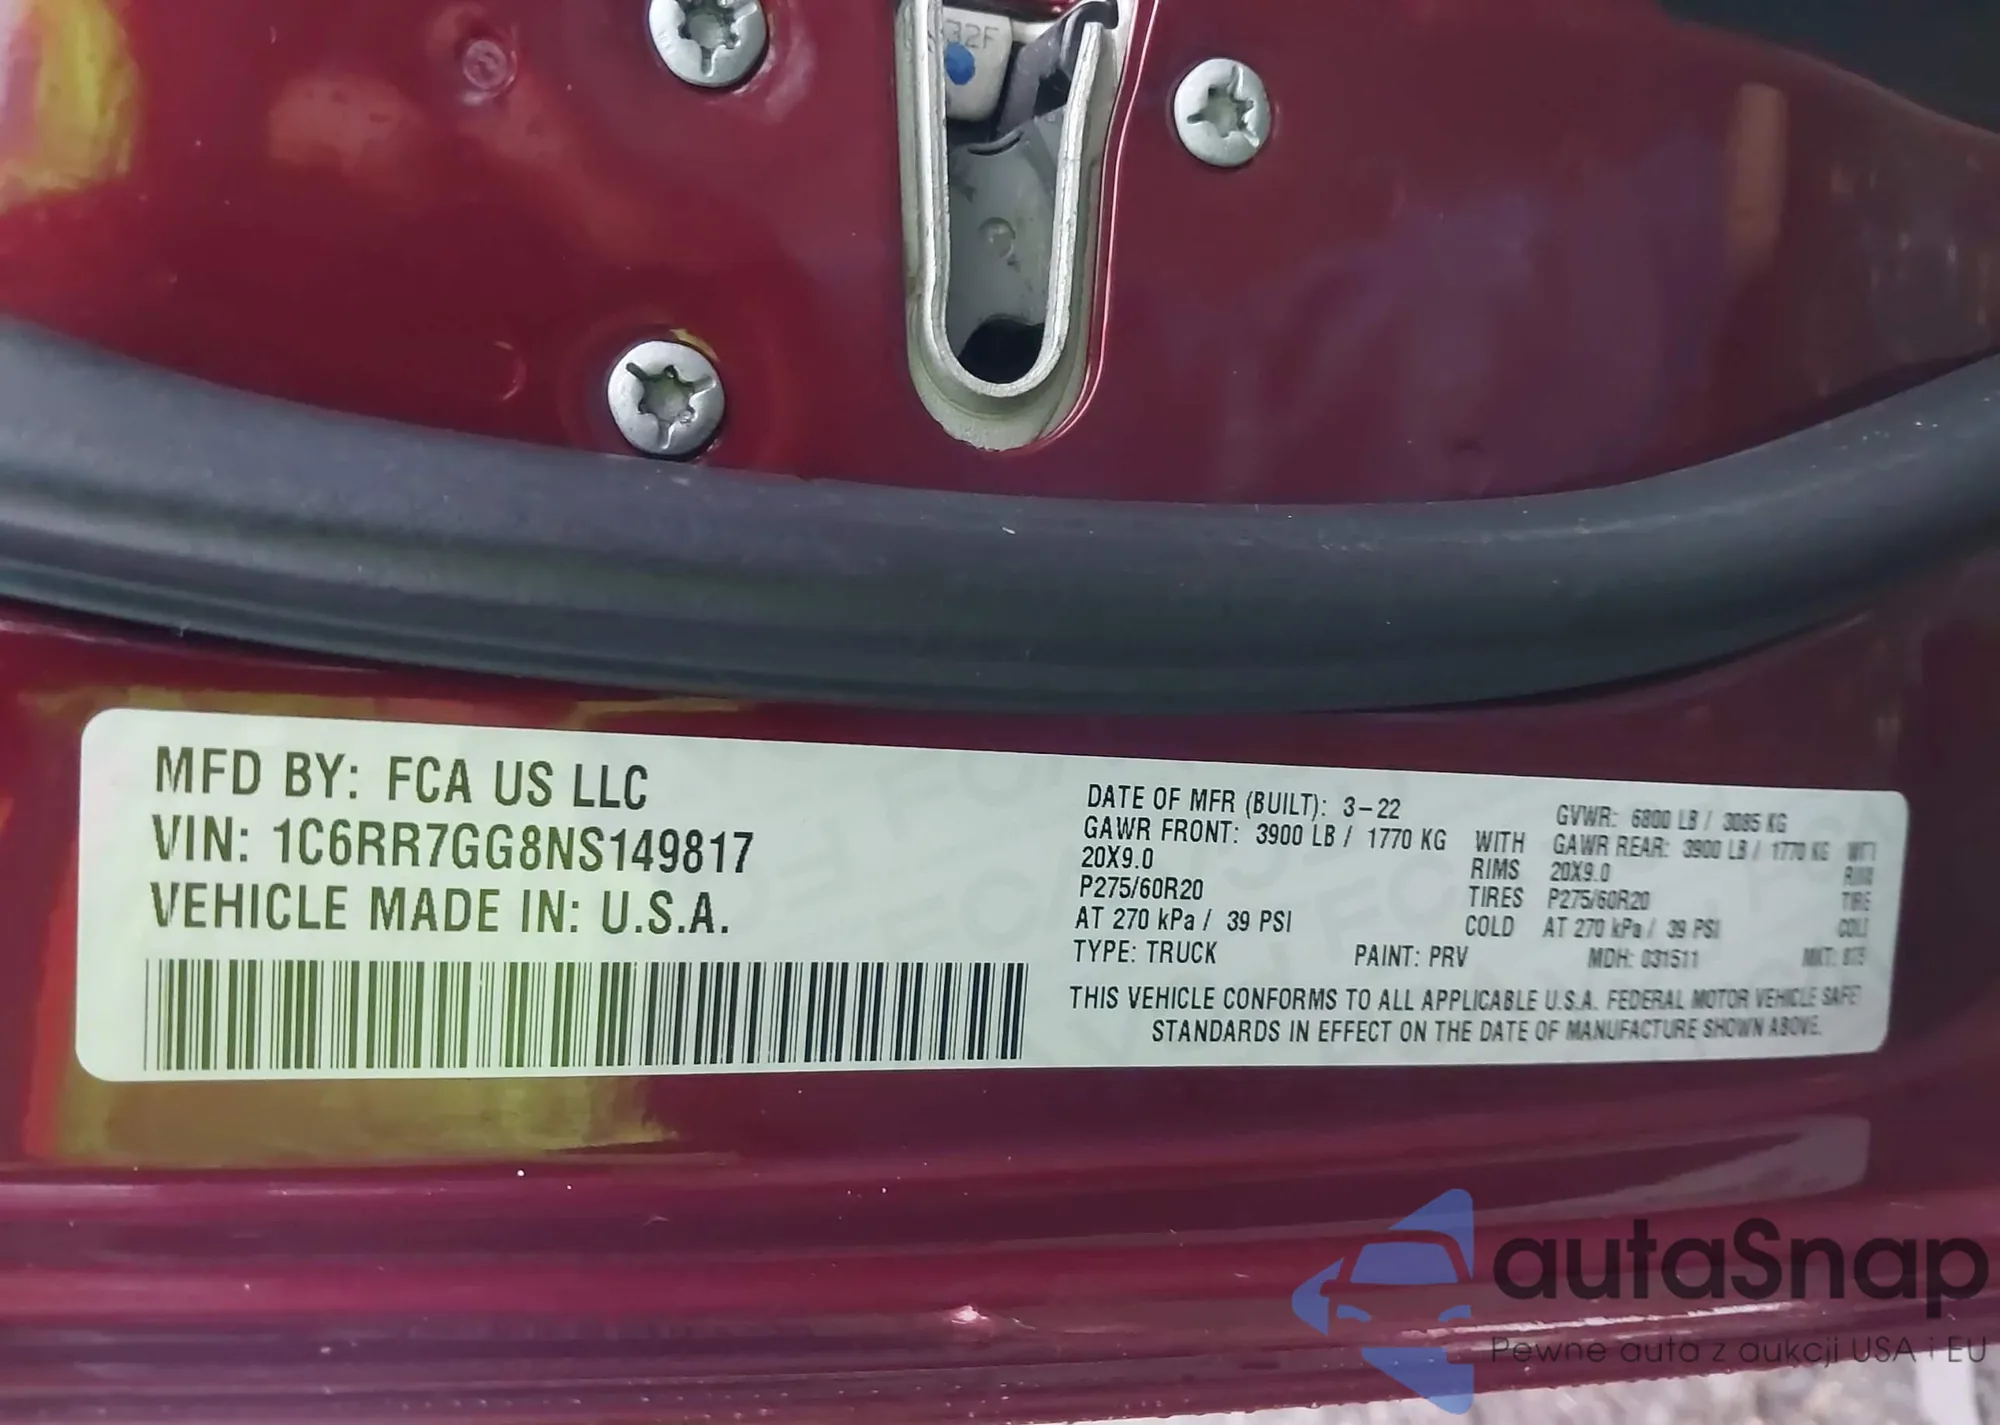 32F
MFD BY: FCA US LLC
VIN: 1C6RR7GG8NS149817
VEHICLE MADE IN: U.S.A.
DATE OF MFR (BUILT): 3-22 GVWR: 6800 LB / 3085 KG
GAWR FRONT: 3900 LB / 1770 KG WITH GAWR REAR: 3900 LB / 1770 KG
20X9.0 RIMS 20X9.0
P275/60R20 TIRES P275/60R20
AT 270 kPa / 39 PSI COLD AT 270 kPa / 39 PSI
TYPE: TRUCK PAINT: PRV MDH: 031511 MKT:
THIS VEHICLE CONFORMS TO ALL APPLICABLE U.S.A. FEDERAL MOTOR VEHICLE SAFE
STANDARDS IN EFFECT ON THE DATE OF MANUFACTURE SHOWN ABOVE.
autaSnap
Pewne auta z aukcji USA i EU